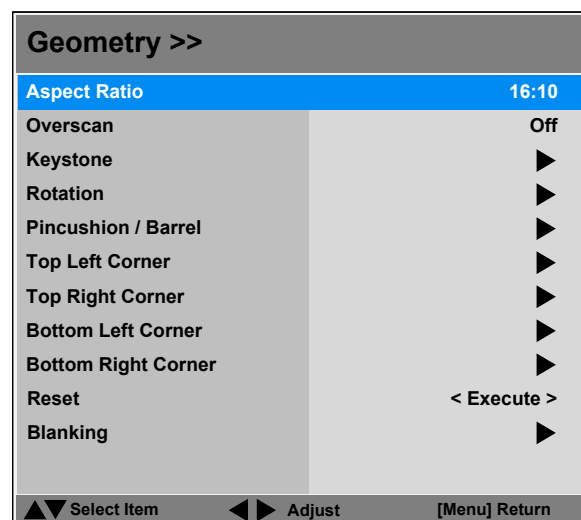 Geometry >>
Aspect Ratio 16:10
Overscan Off
Keystone
Rotation
Pincushion / Barrel
Top Left Corner
Top Right Corner
Bottom Left Corner
Bottom Right Corner
Reset < Execute >
Blanking
Select Item Adjust [Menu] Return